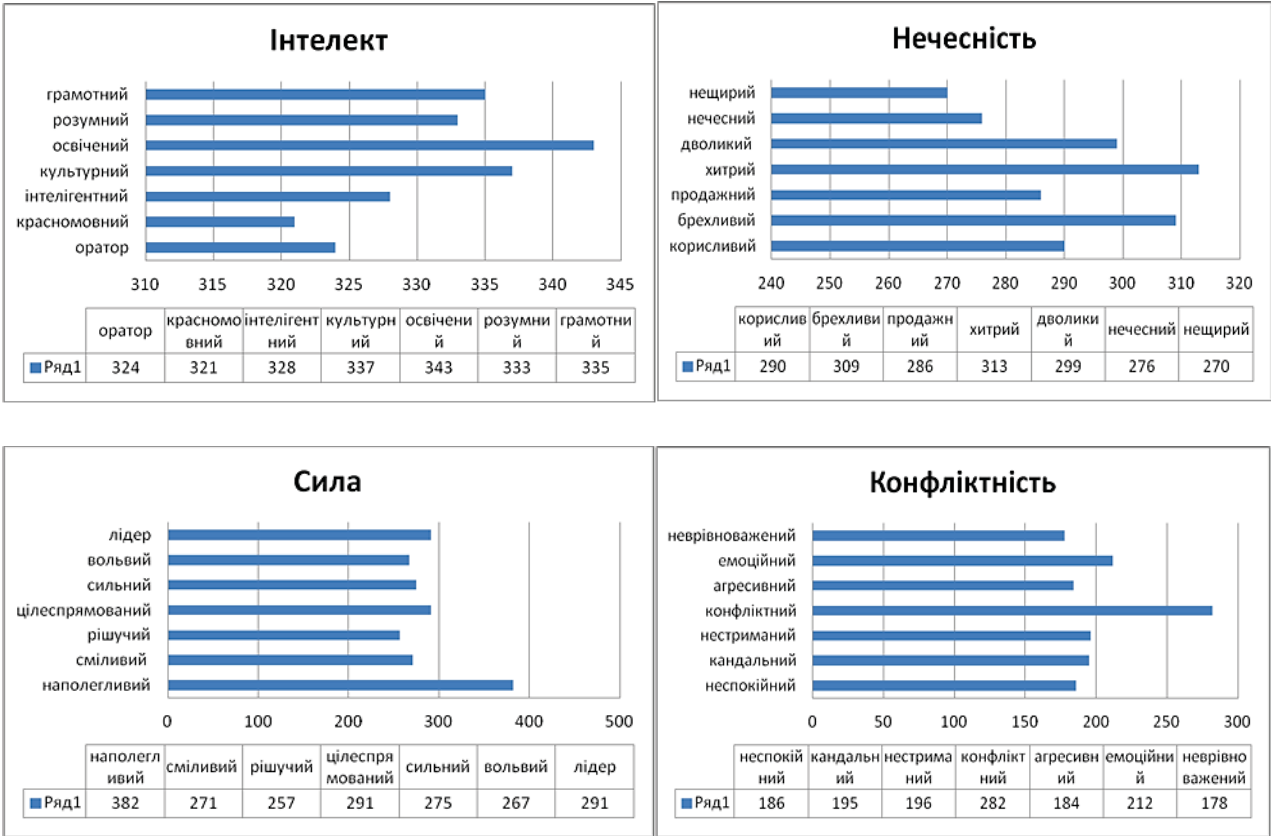 Інтелект
грамотний
розумний
освічений
культурний
інтелігентний
красномовний
оратор
310 315 320 325 330 335 340 345
оратор красномо інтелігент культурн освічени розумни грамотни
вний ний ий й й й
Ряд1 324 321 328 337 343 333 335
Нечесність
нещирий
нечесний
дволикий
хитрий
продажний
брехливий
корисливий
240 250 260 270 280 290 300 310 320
корислив брехливи продажн хитрий дволики нечесний нещирий
ий й ий й
Ряд1 290 309 286 313 299 276 270
Сила
лідер
вольвий
сильний
цілеспрямований
рішучий
сміливий
наполегливий
0 100 200 300 400 500
наполегл сміливий рішучий цілеспря сильний вольвий лідер
ивий мований
Ряд1 382 271 257 291 275 267 291
Конфліктність
неврівноважений
емоційний
агресивний
конфліктний
нестриманий
кандальний
неспокійний
0 50 100 150 200 250 300
неспокій кандальн нестрима конфлікт агресивн емоційни неврівно
ний ий ний ний ий й важений
Ряд1 186 195 196 282 184 212 178